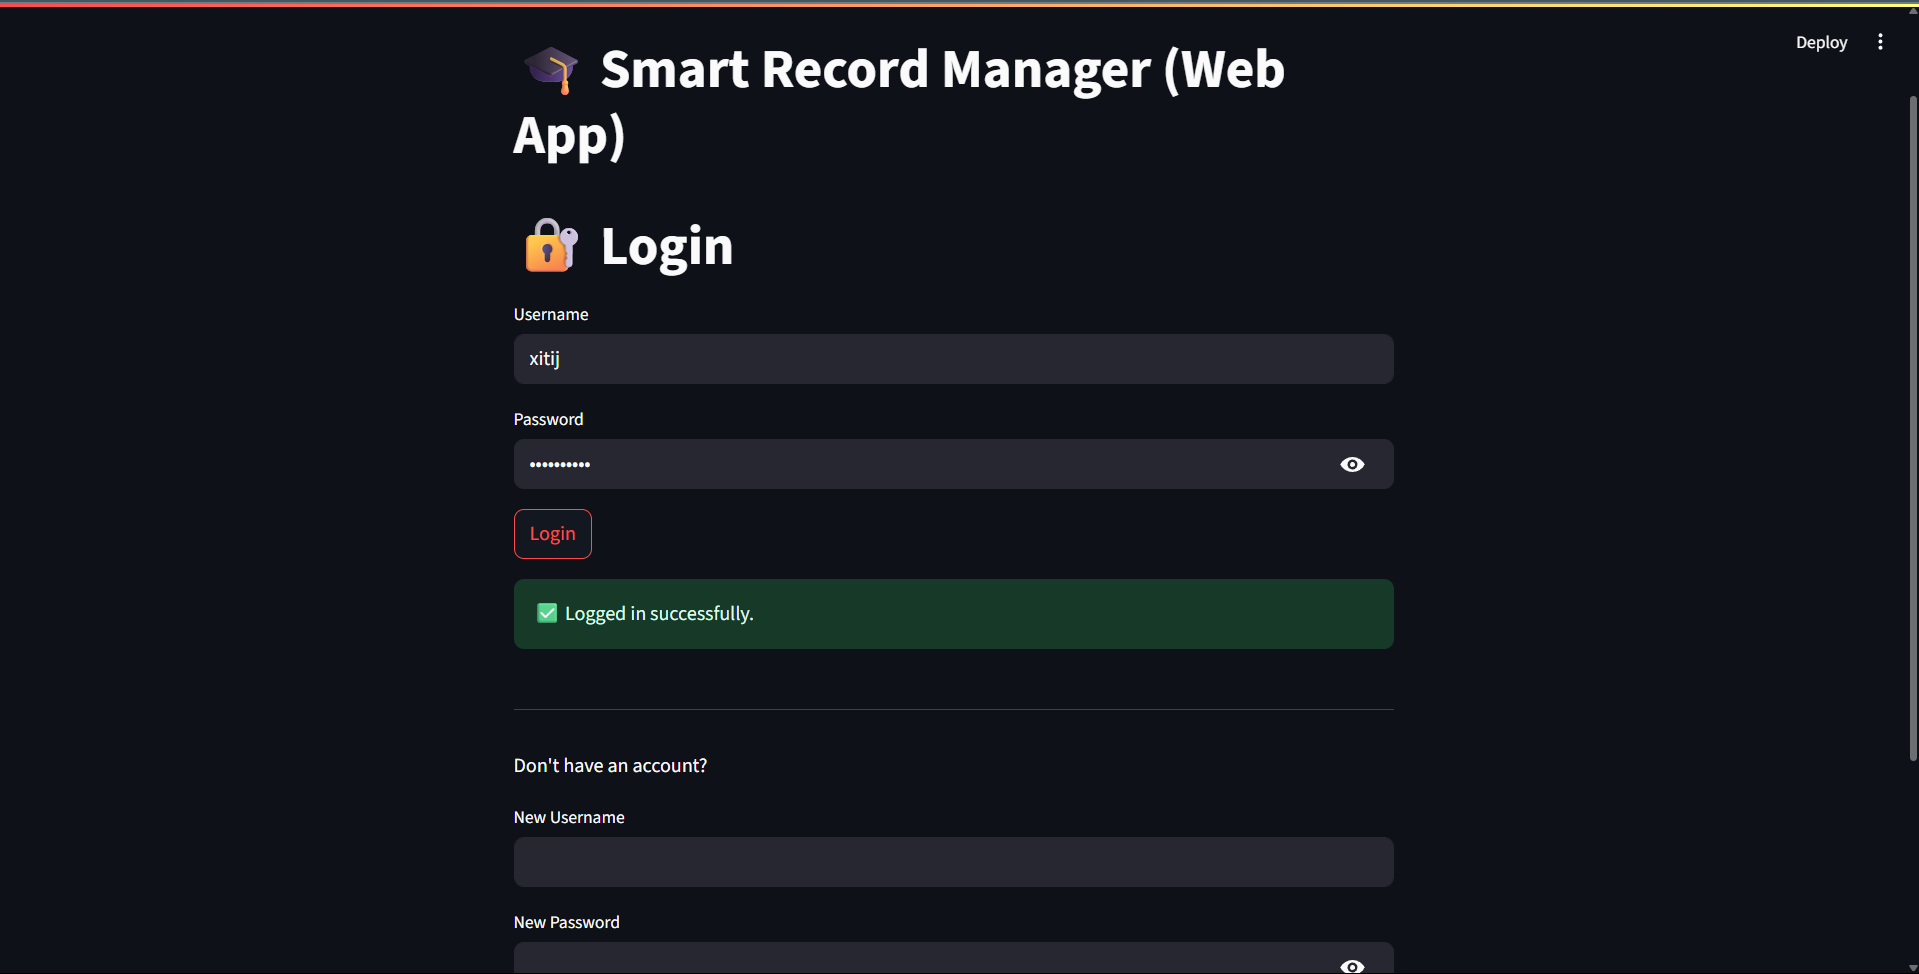 Deploy
🎓 Smart Record Manager (Web
App)
🔐 Login
Username
xitij
Password
••••••••••
Login
✅ Logged in successfully.
Don't have an account?
New Username
New Password